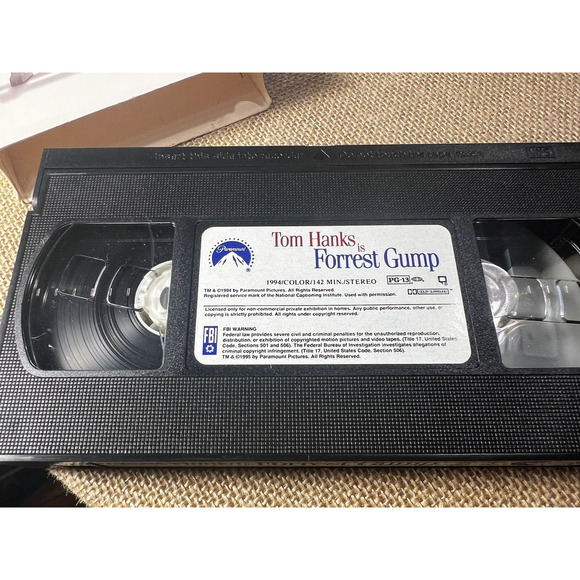 Insert this side into recorder
Paramount
Tom Hanks
is
Forrest Gump
1994/COLOR/142 MIN./STEREO
PG-13
TM & ©1994 by Paramount Pictures. All Rights Reserved.
Registered service mark of the National Captioning Institute. Used with permission.
Licensed only for non-commercial private exhibition in homes. Any public performance, other use, or
copying is strictly prohibited. All rights under copyright reserved.
FBI
FBI WARNING
Federal law provides severe civil and criminal penalties for the unauthorized reproduction,
distribution, or exhibition of copyrighted motion pictures and video tapes. (Title 17, United States
Code, Sections 501 and 506). The Federal Bureau of Investigation investigates allegations of
criminal copyright infringement. (Title 17, United States Code, Section 506).
TM & ©1995 by Paramount Pictures. All Rights Reserved.